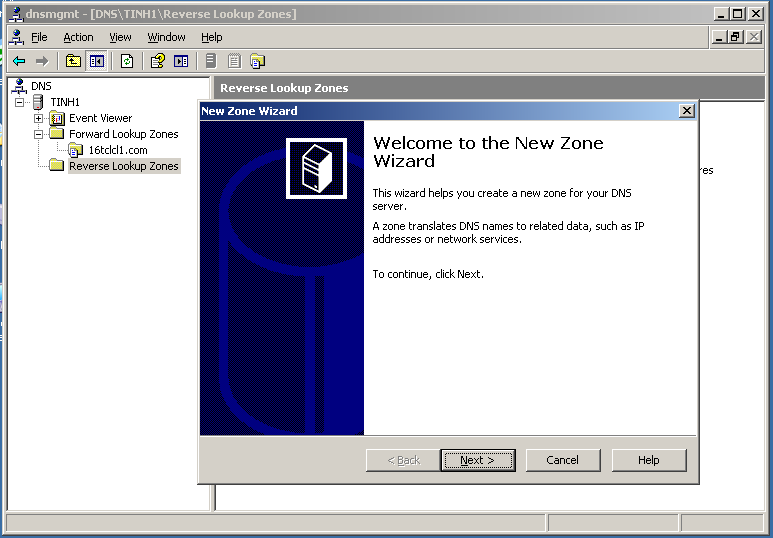 dnsmgmt - [DNS\TINH1\Reverse Lookup Zones]
File Action View Window Help
DNS
TINH1
Event Viewer
Forward Lookup Zones
16tclcl1.com
Reverse Lookup Zones
Reverse Lookup Zones
New Zone Wizard
Welcome to the New Zone
Wizard
This wizard helps you create a new zone for your DNS
server.
A zone translates DNS names to related data, such as IP
addresses or network services.
To continue, click Next.
< Back Next > Cancel Help